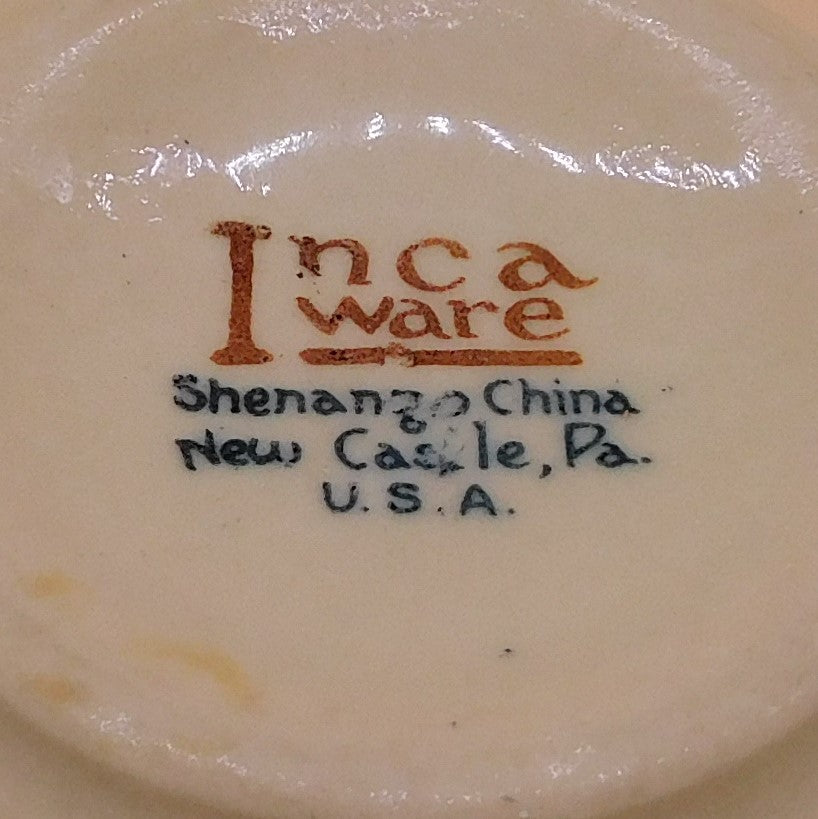 Inca
ware
Shenango China
New Castle, Pa.
U.S.A.